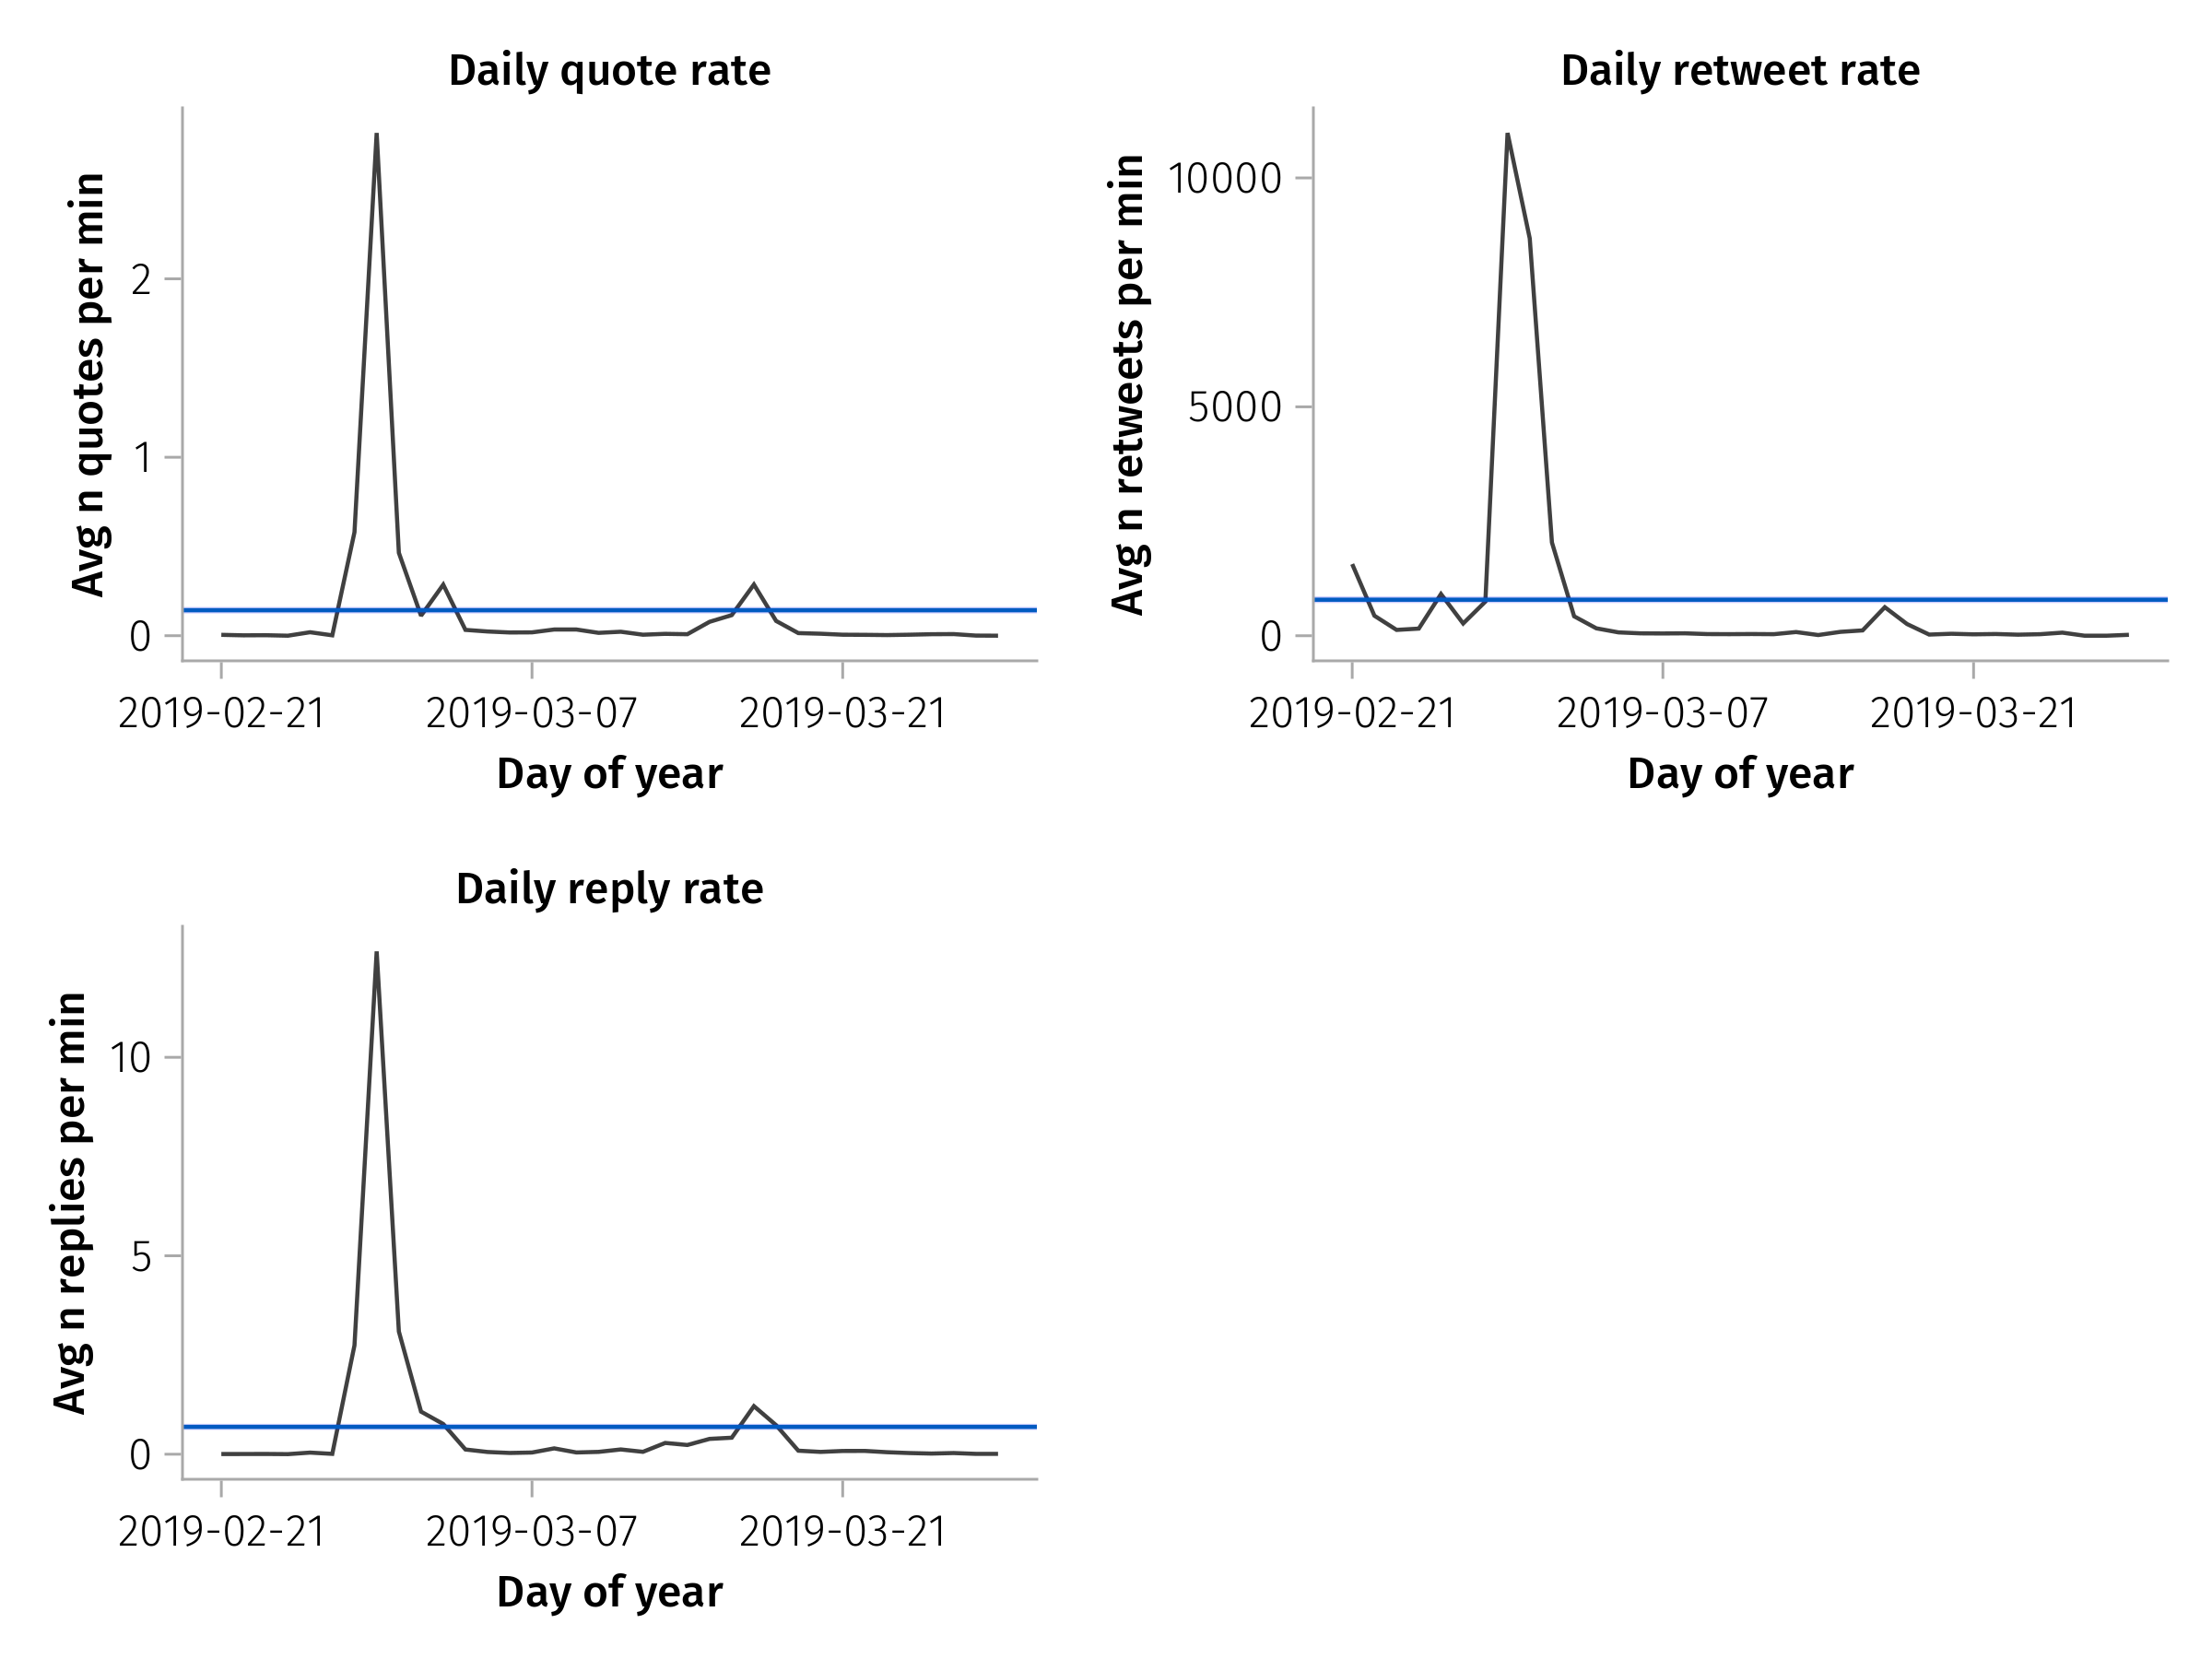 Daily quote rate
Avg n quotes per min
2
1
0
2019-02-21
2019-03-07
2019-03-21
Day of year
Daily retweet rate
Avg n retweets per min
10000
5000
0
2019-02-21
2019-03-07
2019-03-21
Day of year
Daily reply rate
Avg n replies per min
10
5
0
2019-02-21
2019-03-07
2019-03-21
Day of year